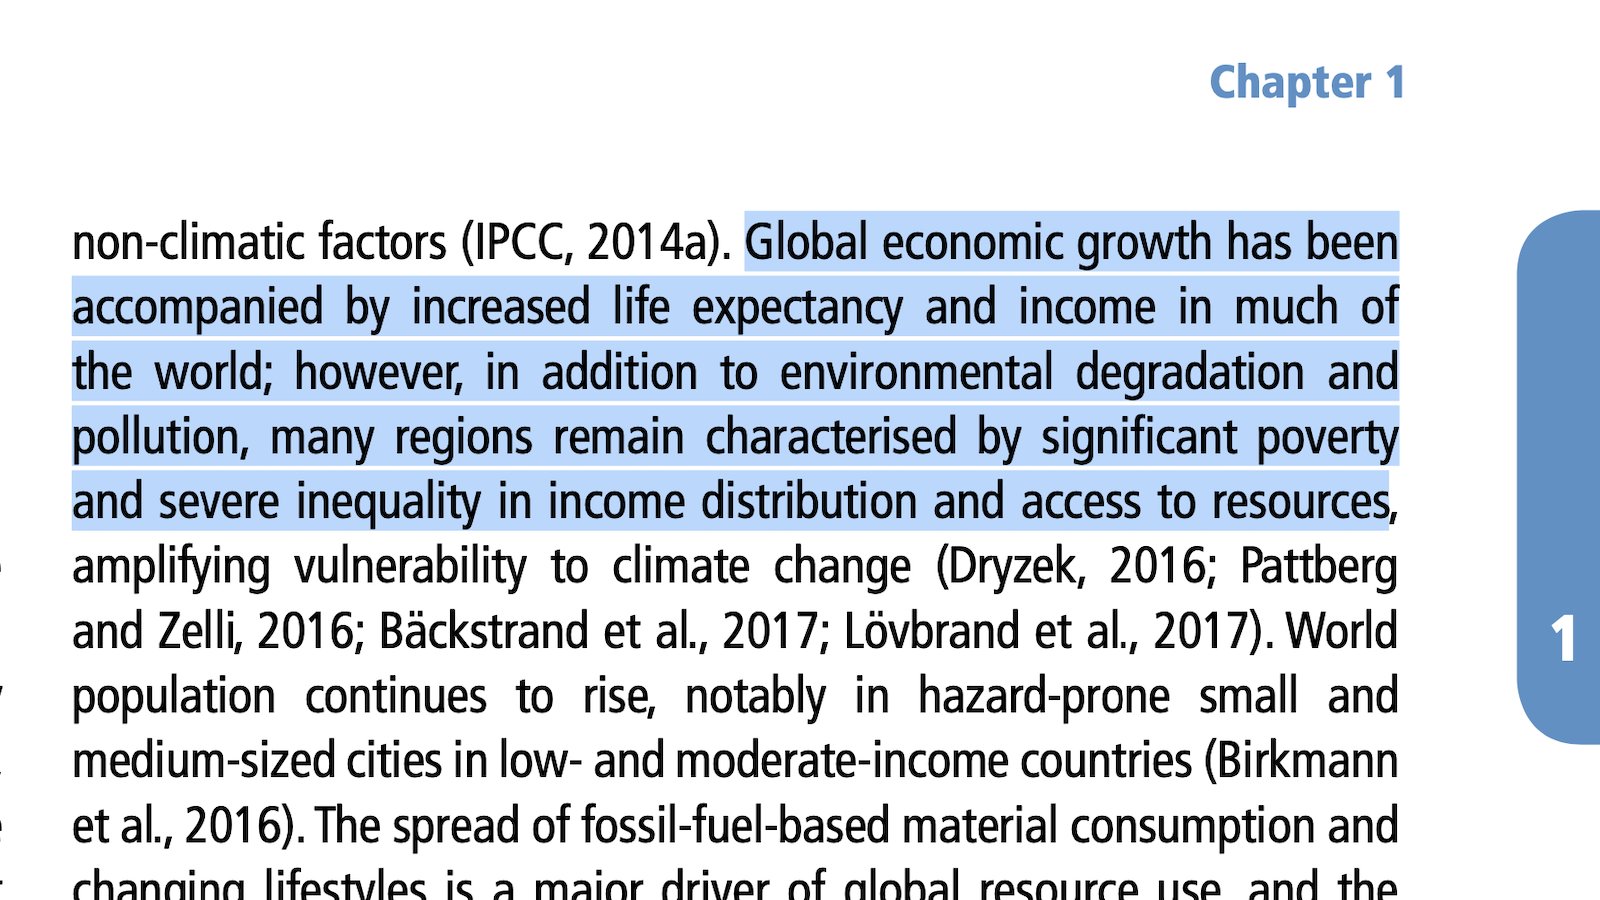 Chapter 1
non-climatic factors (IPCC, 2014a). Global economic growth has been
accompanied by increased life expectancy and income in much of
the world; however, in addition to environmental degradation and
pollution, many regions remain characterised by significant poverty
and severe inequality in income distribution and access to resources,
amplifying vulnerability to climate change (Dryzek, 2016; Pattberg
and Zelli, 2016; Bäckstrand et al., 2017; Lövbrand et al., 2017). World
population continues to rise, notably in hazard-prone small and
medium-sized cities in low- and moderate-income countries (Birkmann
et al., 2016). The spread of fossil-fuel-based material consumption and
changing lifestyles is a major driver of global resource use, and the
1